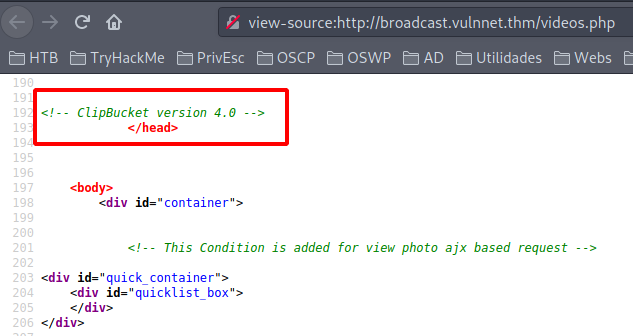 view-source:http://broadcast.vulnnet.thm/videos.php
HTB TryHackMe PrivEsc OSCP OSWP AD Utilidades Webs
190
191
192 <!-- ClipBucket version 4.0 -->
193 </head>
194
195
196
197 <body>
198 <div id="container">
199
200
201 <!-- This Condition is added for view photo ajx based request -->
202
203 <div id="quick_container">
204 <div id="quicklist_box">
205 </div>
206 </div>